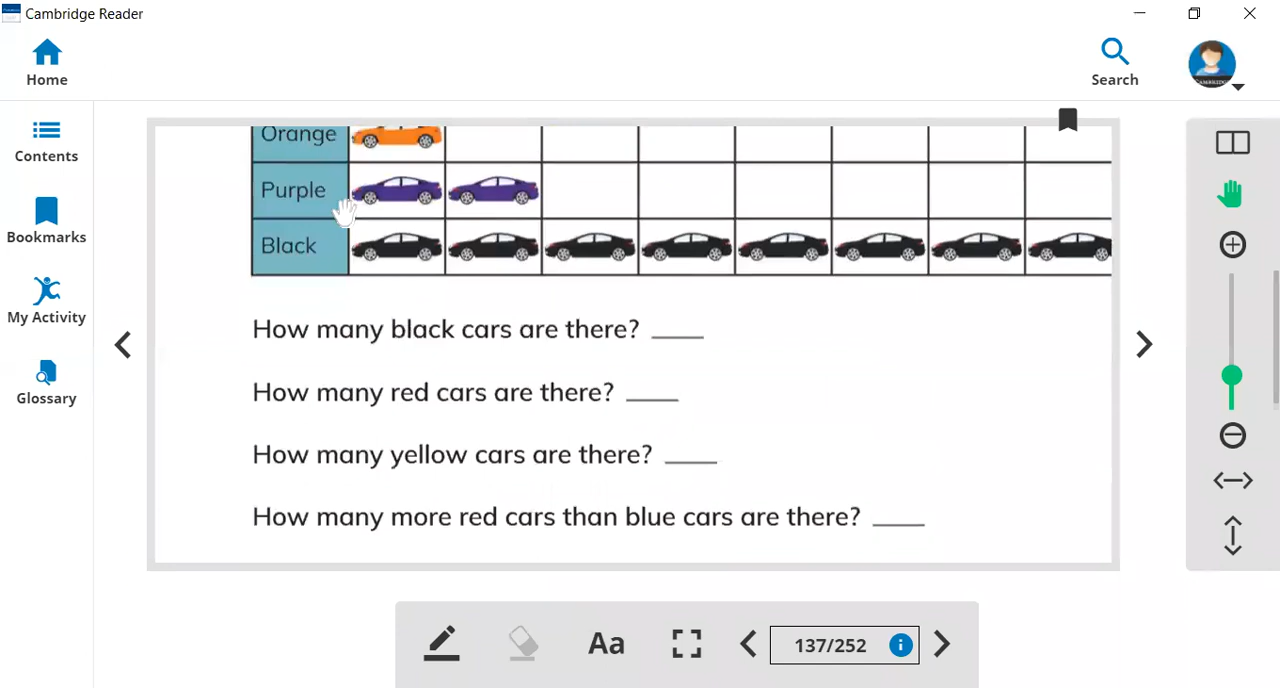 Cambridge Reader
Home
Search
Contents
Bookmarks
My Activity
Glossary
Orange
Purple
Black
How many black cars are there? ____
How many red cars are there? ____
How many yellow cars are there? ____
How many more red cars than blue cars are there? ____
Aa
137/252